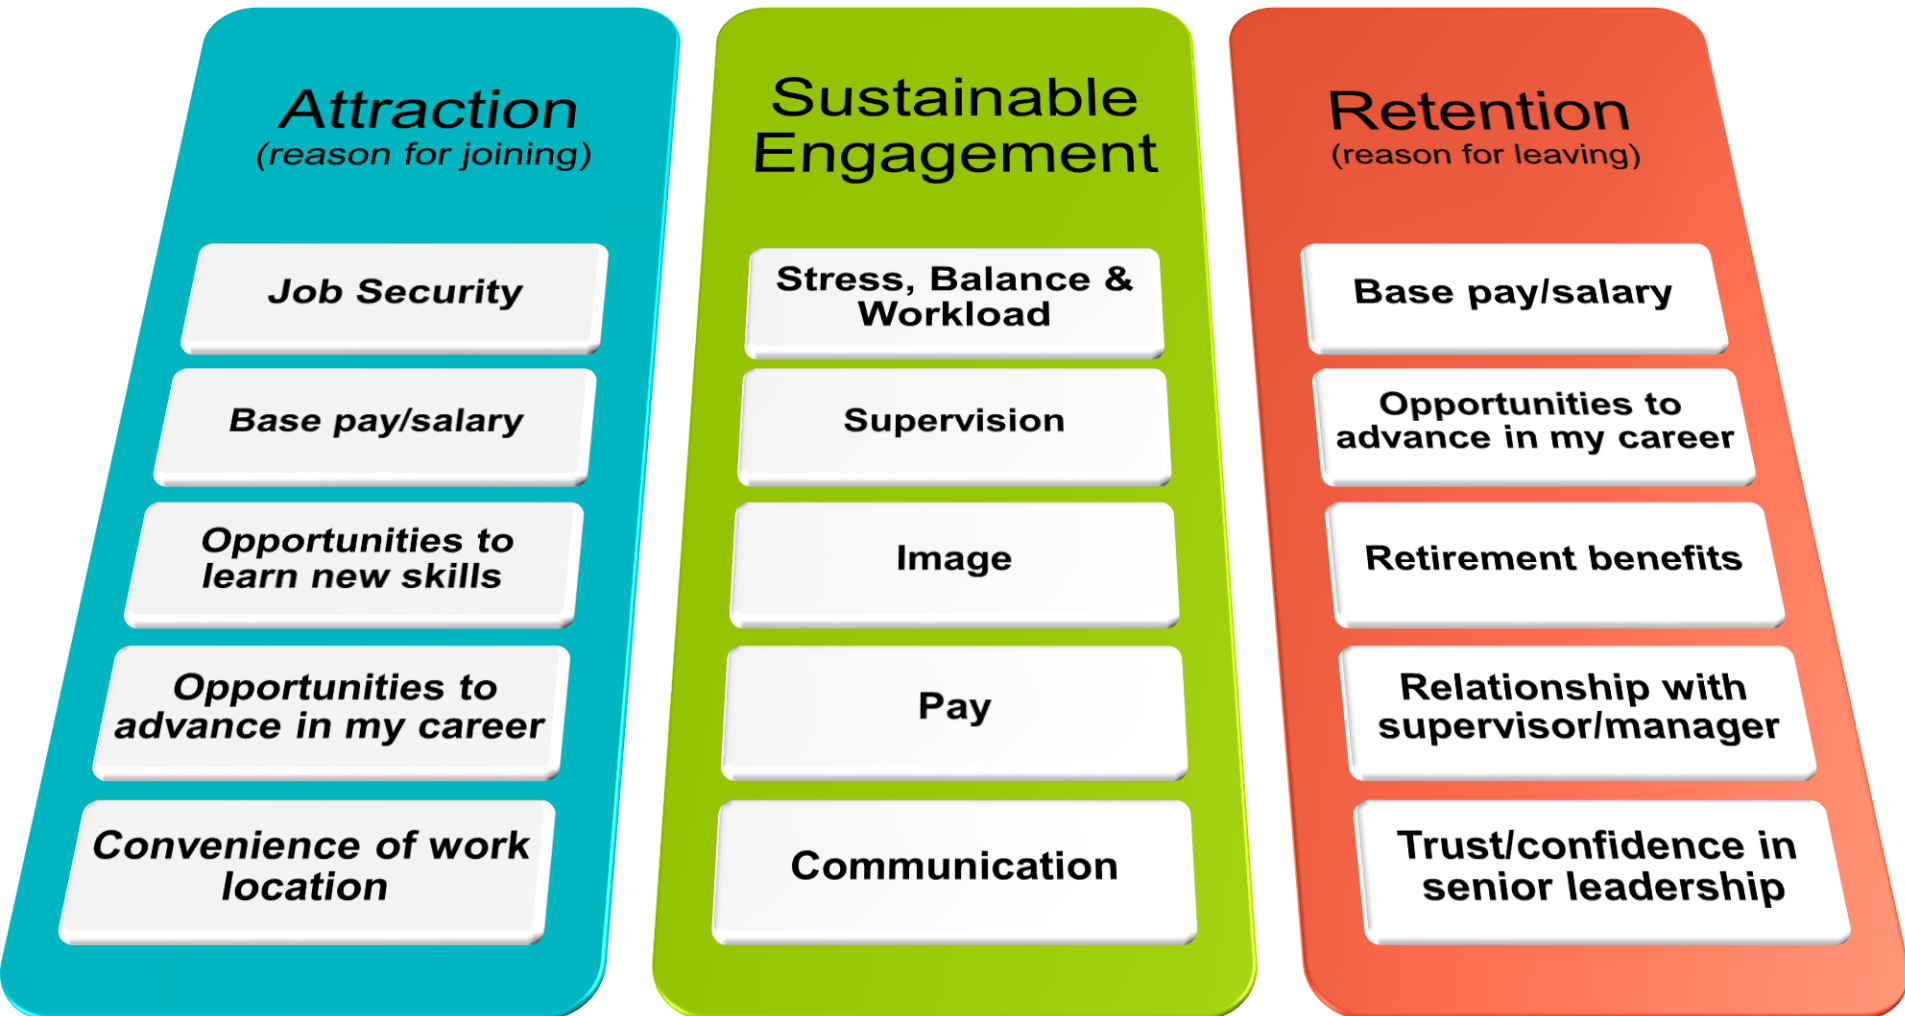 Attraction
(reason for joining)
Job Security
Base pay/salary
Opportunities to
learn new skills
Opportunities to
advance in my career
Convenience of work
location
Sustainable
Engagement
Stress, Balance &
Workload
Supervision
Image
Pay
Communication
Retention
(reason for leaving)
Base pay/salary
Opportunities to
advance in my career
Retirement benefits
Relationship with
supervisor/manager
Trust/confidence in
senior leadership